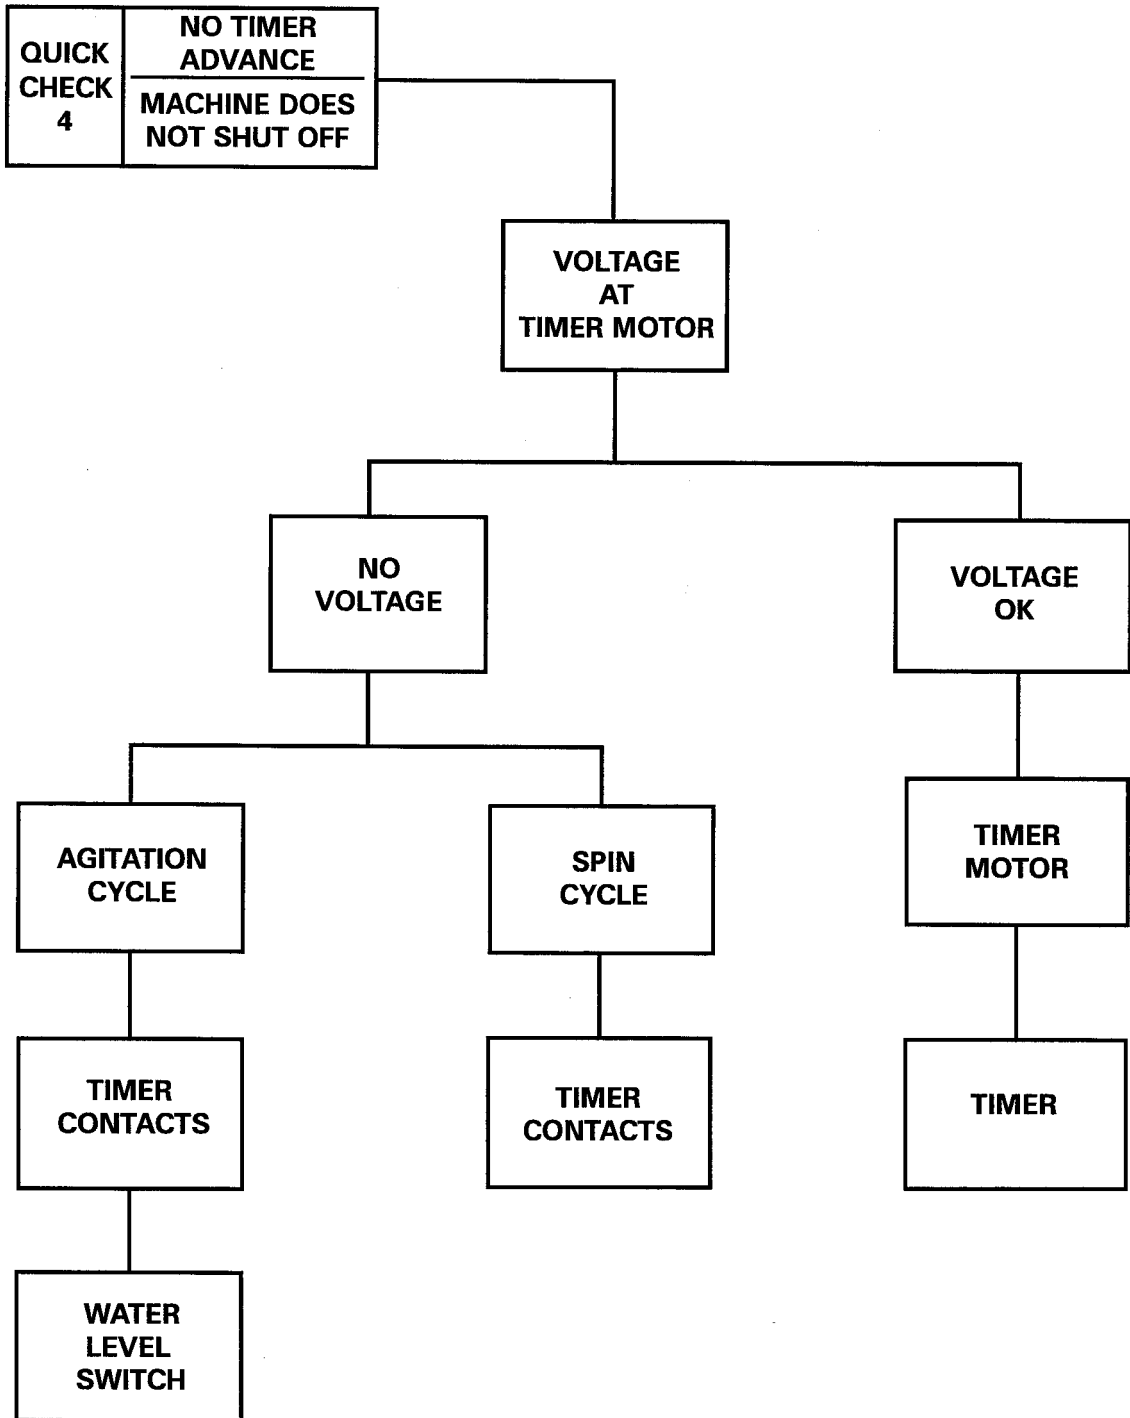 QUICK
CHECK
4
NO TIMER
ADVANCE
MACHINE DOES
NOT SHUT OFF
VOLTAGE
AT
TIMER MOTOR
NO
VOLTAGE
VOLTAGE
OK
AGITATION
CYCLE
SPIN
CYCLE
TIMER
MOTOR
TIMER
CONTACTS
TIMER
CONTACTS
TIMER
WATER
LEVEL
SWITCH